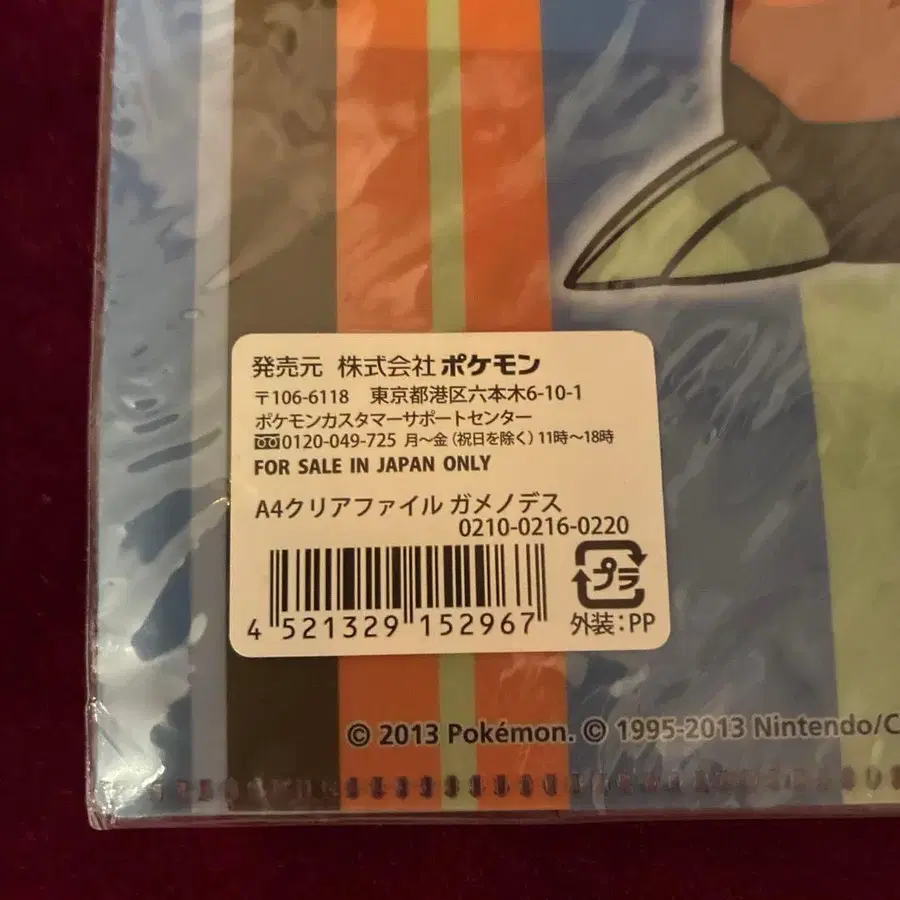 発売元 株式会社 ポケモン
〒106-6118 東京都港区六本木6-10-1
ポケモンカスタマーサポートセンター
0120-049-725 月～金(祝日を除く)11時～18時
FOR SALE IN JAPAN ONLY
A4クリアファイル ガメノデス
0210-0216-0220
4 521329 152967
プラ
外装:PP
© 2013 Pokémon. © 1995-2013 Nintendo/C